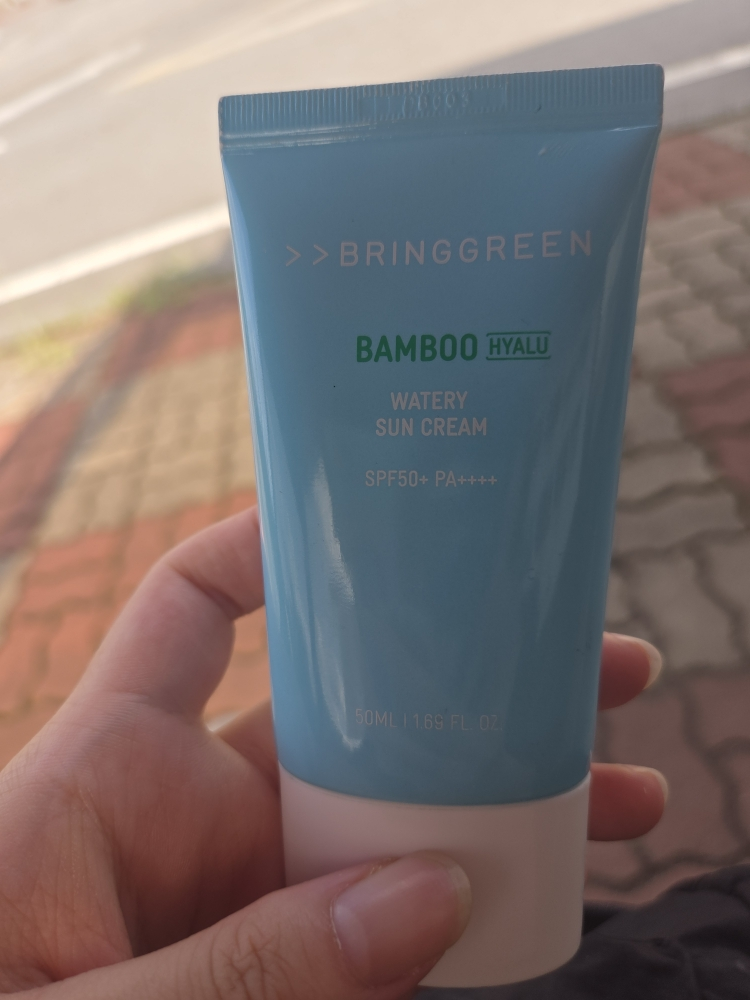 >>BRINGGREEN
BAMBOO HYALU
WATERY
SUN CREAM
SPF50+ PA++++
50ML | 1.69 FL. OZ.